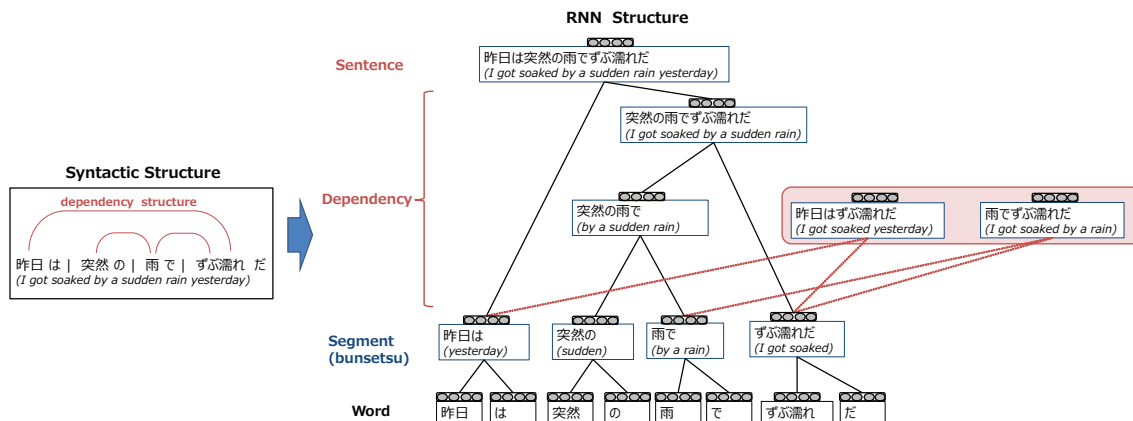 RNN Structure
Sentence
昨日は突然の雨でずぶ濡れだ
(I got soaked by a sudden rain yesterday)
突然の雨でずぶ濡れだ
(I got soaked by a sudden rain)
Syntactic Structure
dependency structure
昨日 は | 突然 の | 雨 で | ずぶ濡れ だ
(I got soaked by a sudden rain yesterday)
Dependency
突然の雨で
(by a sudden rain)
昨日はずぶ濡れだ
(I got soaked yesterday)
雨でずぶ濡れだ
(I got soaked by a rain)
Segment
(bunsetsu)
昨日は
(yesterday)
突然の
(sudden)
雨で
(by a rain)
ずぶ濡れだ
(I got soaked)
Word
昨日
は
突然
の
雨
で
ずぶ濡れ
だ